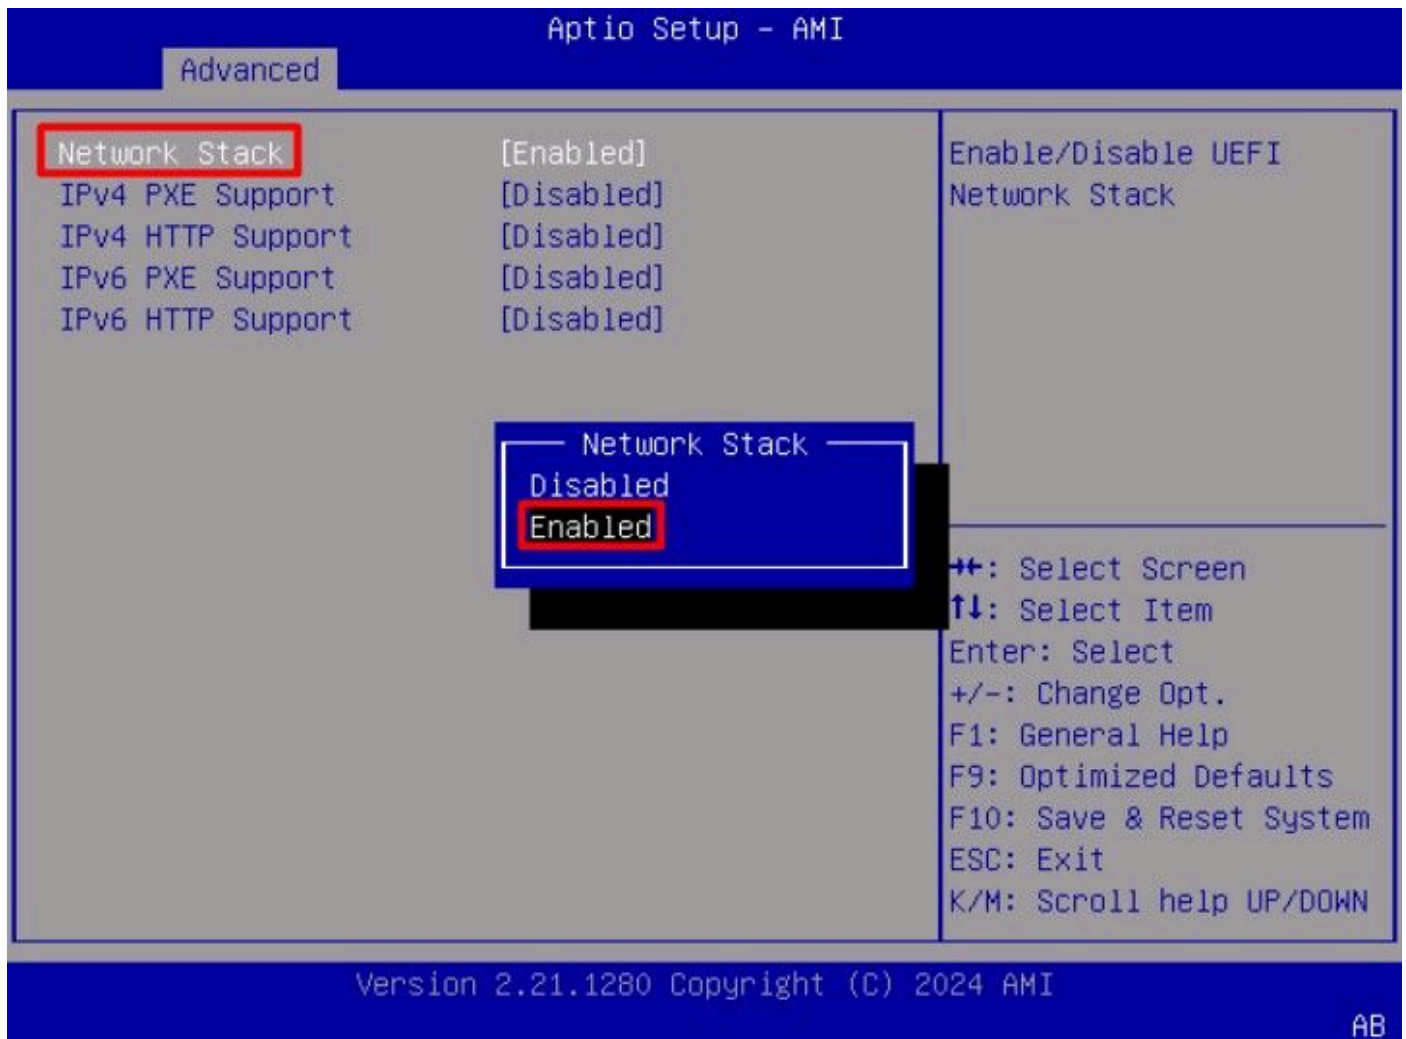 Aptio Setup – AMI
Advanced
Network Stack [Enabled]
IPv4 PXE Support [Disabled]
IPv4 HTTP Support [Disabled]
IPv6 PXE Support [Disabled]
IPv6 HTTP Support [Disabled]
Enable/Disable UEFI
Network Stack
Network Stack
Disabled
Enabled
→←: Select Screen
↑↓: Select Item
Enter: Select
+/-: Change Opt.
F1: General Help
F9: Optimized Defaults
F10: Save & Reset System
ESC: Exit
K/M: Scroll help UP/DOWN
Version 2.21.1280 Copyright (C) 2024 AMI
AB